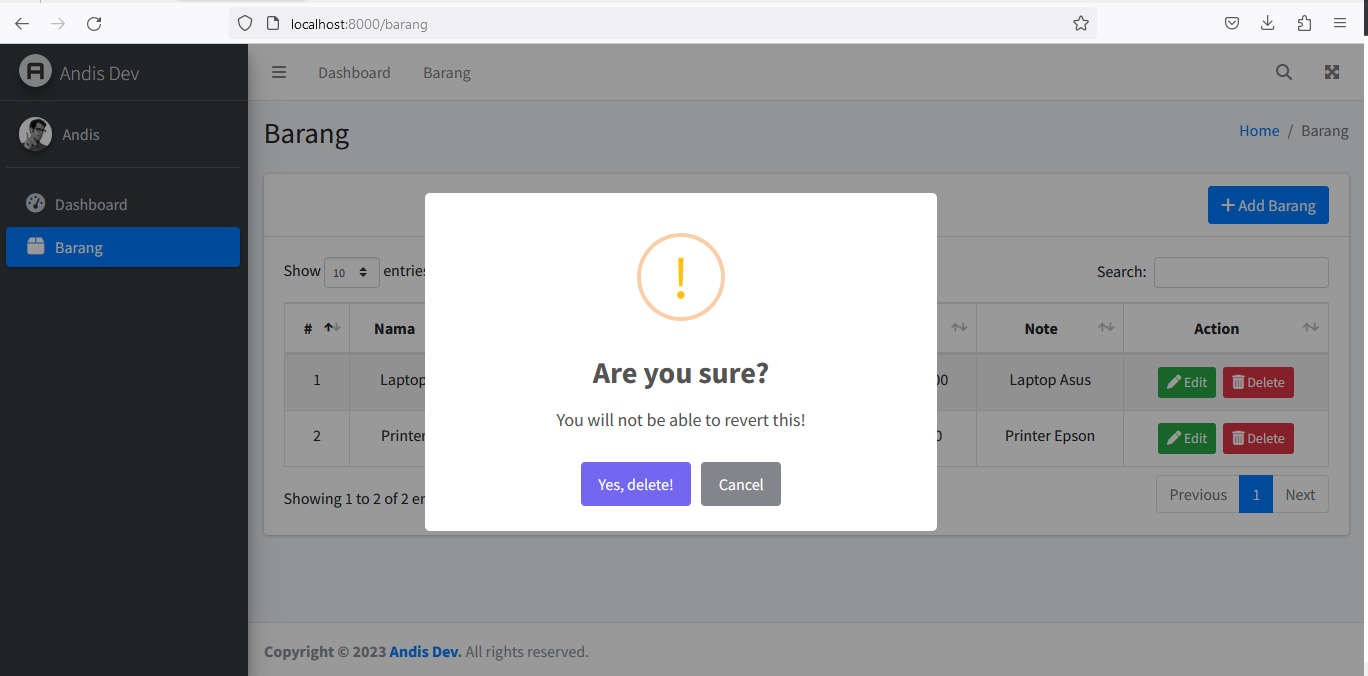 localhost:8000/barang
Andis Dev
Dashboard Barang
Andis
Barang
Home / Barang
Dashboard
Barang
Add Barang
Show 10 entries
Search:
# Nama Note Action
1 Laptop 00 Laptop Asus Edit Delete
2 Printer 0 Printer Epson Edit Delete
Showing 1 to 2 of 2 en
Previous 1 Next
!
Are you sure?
You will not be able to revert this!
Yes, delete! Cancel
Copyright © 2023 Andis Dev. All rights reserved.